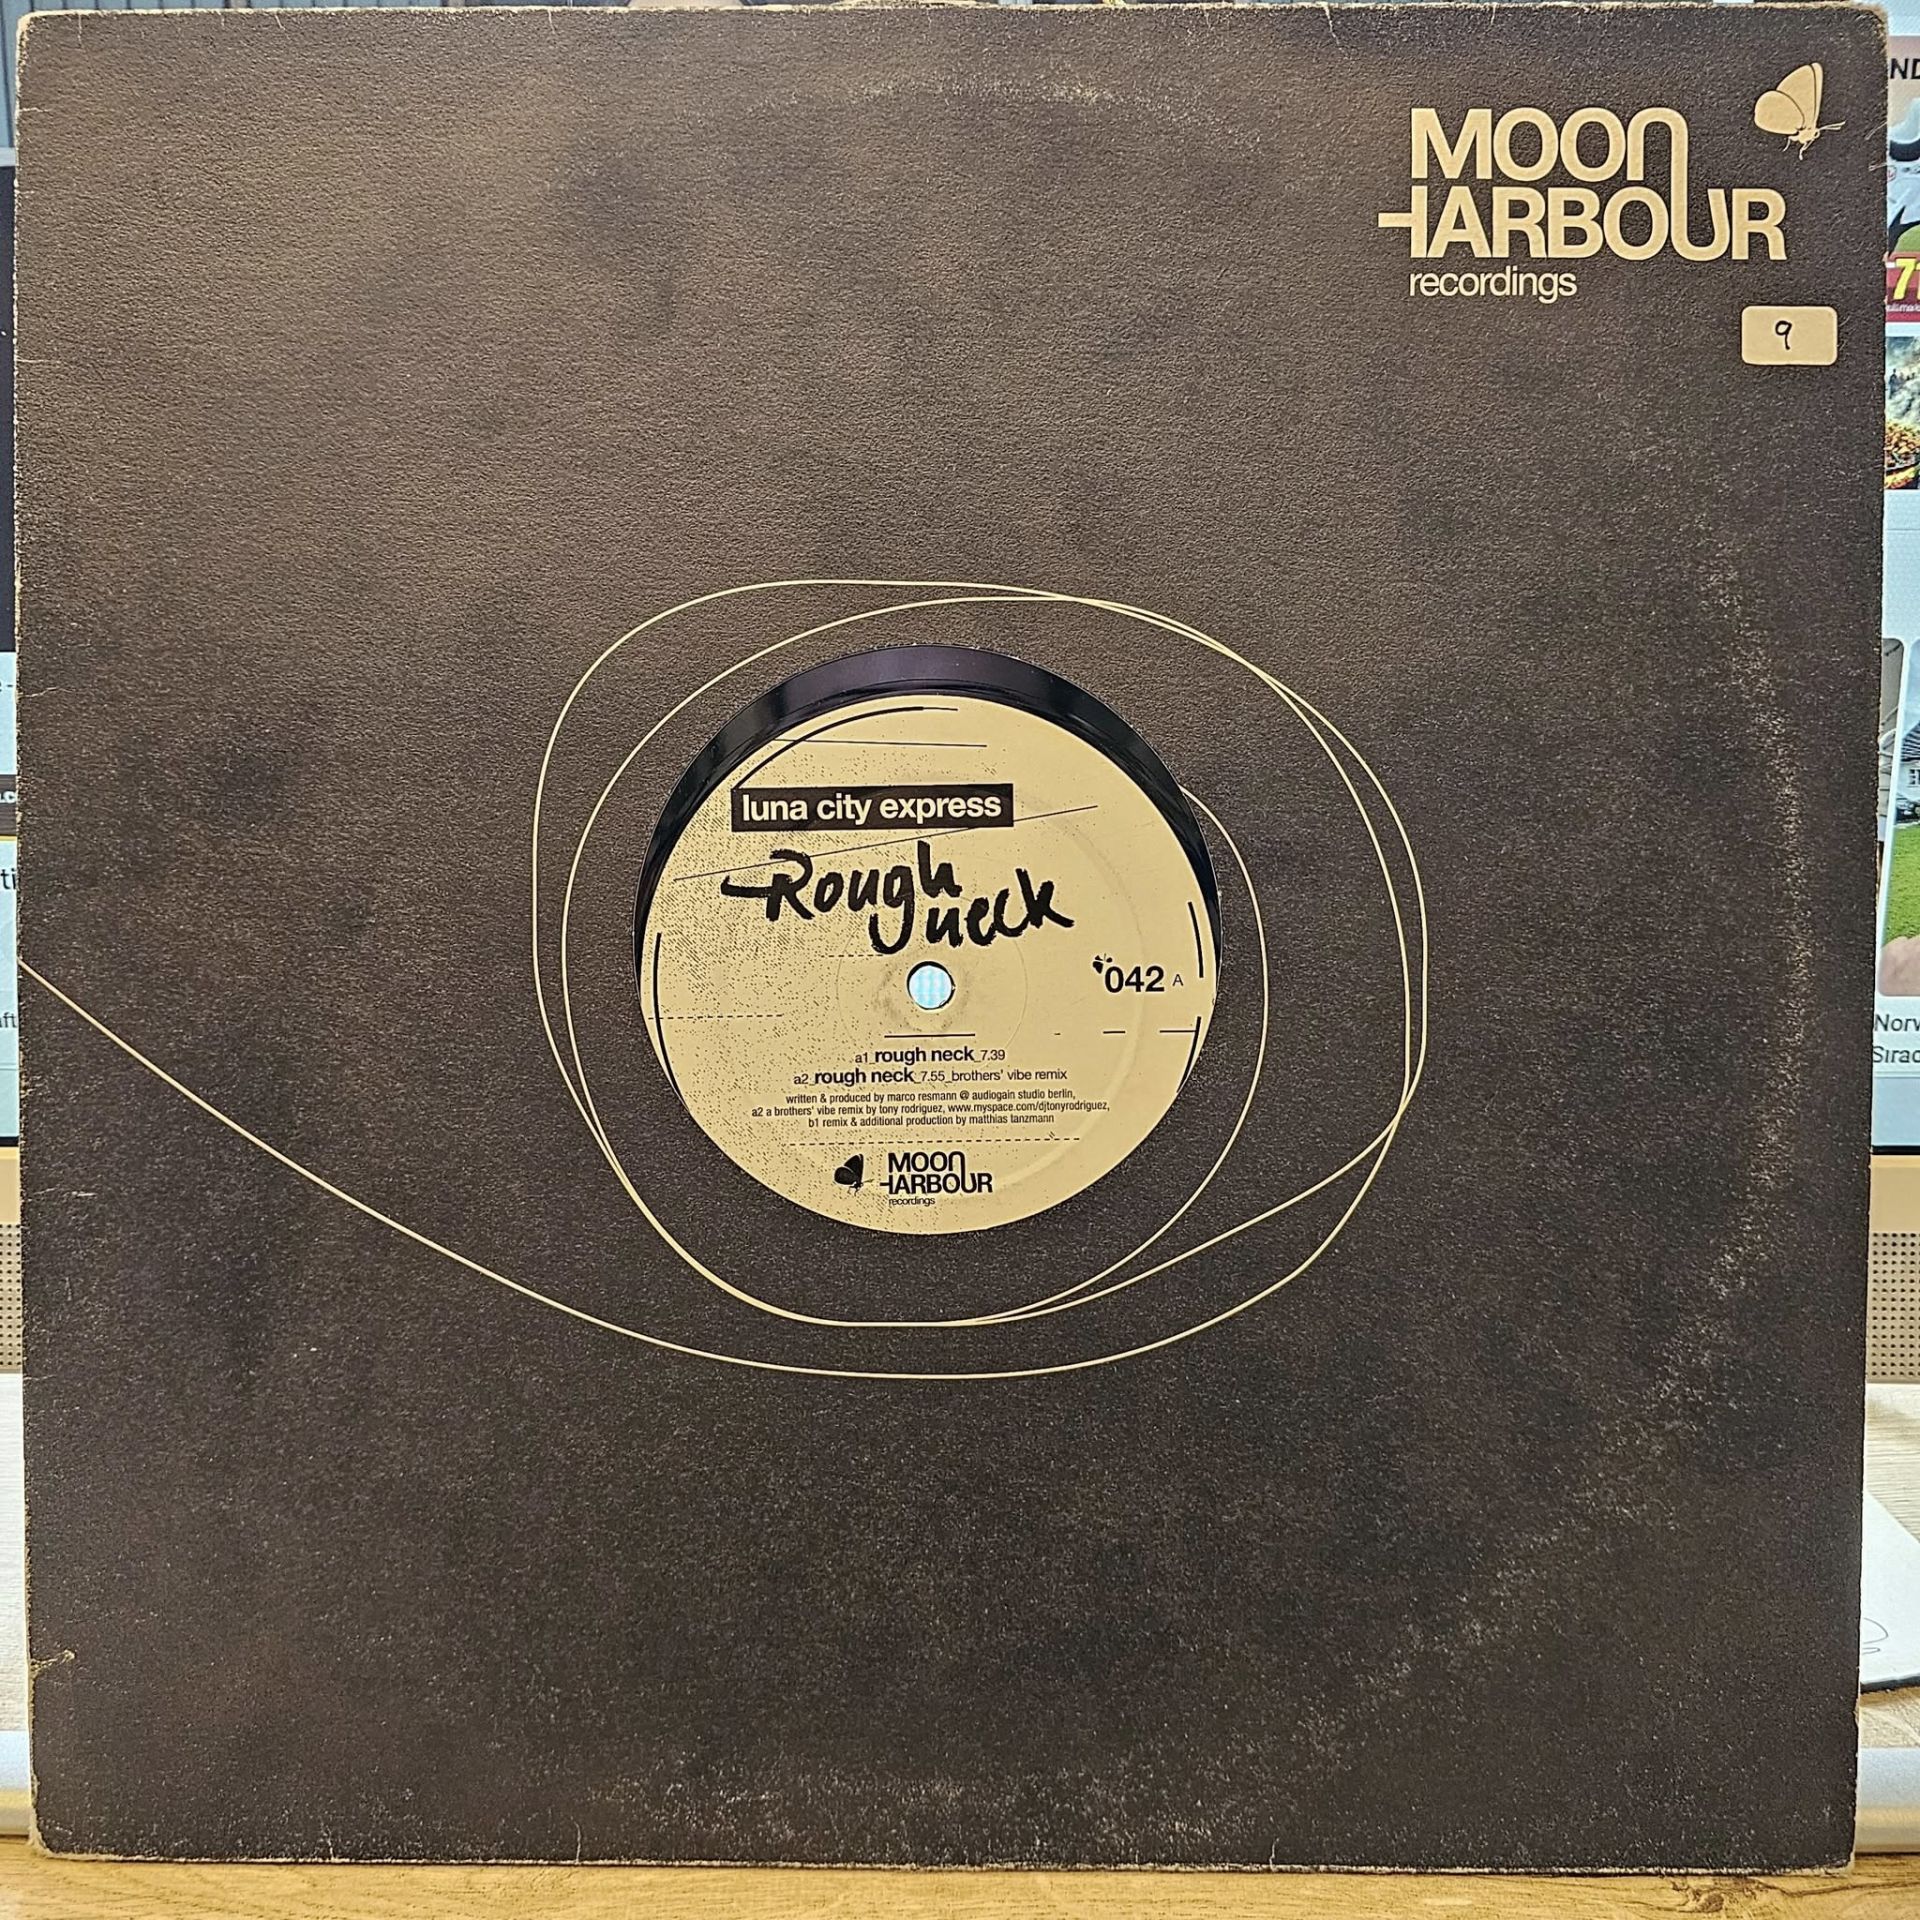 MOON
HARBOUR
recordings
9
luna city express
Rough
neck
042 A
a1_rough neck_7.39
a2_rough neck_7.55_brothers' vibe remix
written & produced by marco resmann @ audiogain studio berlin,
a2 a brothers' vibe remix by tony rodriguez, www.myspace.com/djtonyrodriguez,
b1 remix & additional production by matthias tanzmann
MOON
HARBOUR
recordings
Norw
Sirac